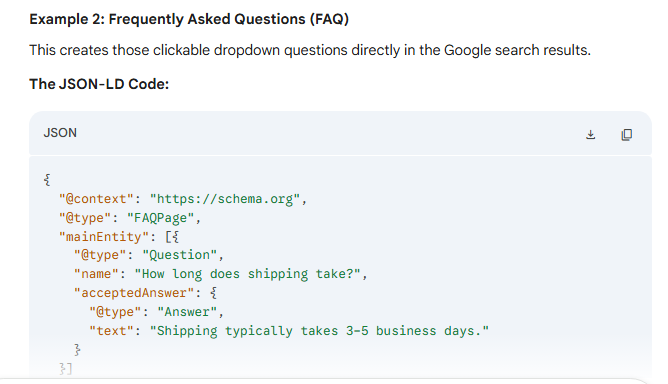 Example 2: Frequently Asked Questions (FAQ)
This creates those clickable dropdown questions directly in the Google search results.
The JSON-LD Code:
JSON
{
  "@context": "https://schema.org",
  "@type": "FAQPage",
  "mainEntity": [{
    "@type": "Question",
    "name": "How long does shipping take?",
    "acceptedAnswer": {
      "@type": "Answer",
      "text": "Shipping typically takes 3-5 business days."
    }
  }]